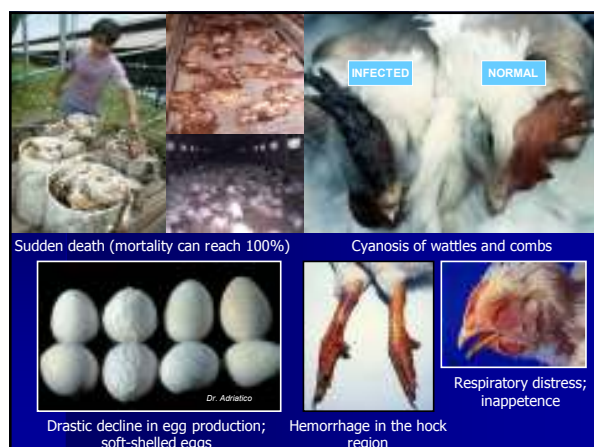 INFECTED
NORMAL
Sudden death (mortality can reach 100%)
Cyanosis of wattles and combs
Dr. Adriatico
Respiratory distress;
inappetence
Drastic decline in egg production;
soft-shelled eggs
Hemorrhage in the hock
region